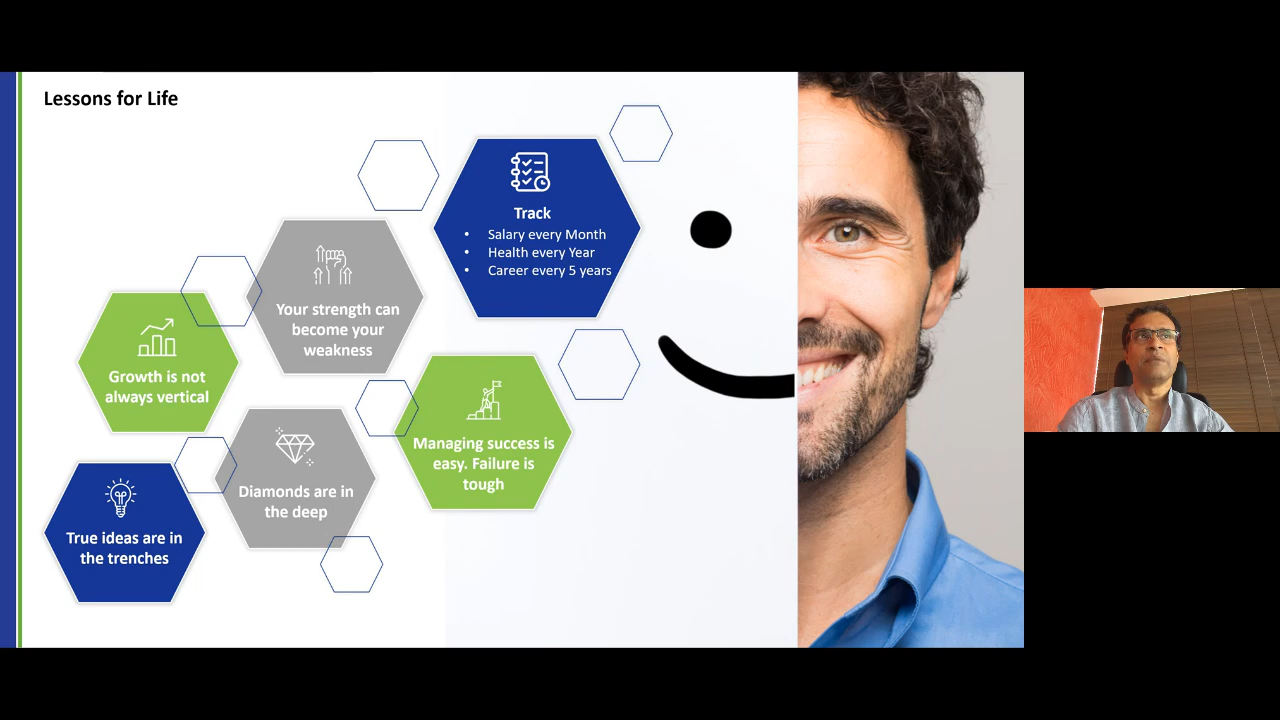 Lessons for Life
Track
• Salary every Month
• Health every Year
• Career every 5 years
Your strength can
become your
weakness
Growth is not
always vertical
Managing success is
easy. Failure is
tough
Diamonds are in
the deep
True ideas are in
the trenches